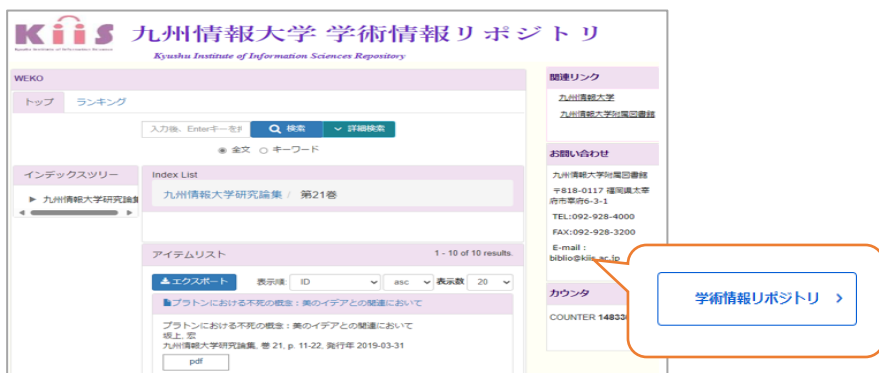 Kiis 九州情報大学 学術情報リポジトリ
Kyushu Institute of Information Sciences Repository
WEKO
トップ ランキング
入力後、Enterキーをす 検索 詳細検索
全文 キーワード
インデックスツリー
九州情報大学研究論集
Index List
九州情報大学研究論集 / 第21巻
アイテムリスト 1 - 10 of 10 results.
エクスポート 表示順: ID asc 表示数 20
プラトンにおける不死の概念:美のイデアとの関連において
プラトンにおける不死の概念:美のイデアとの関連において
坂上, 宏
九州情報大学研究論集, 巻 21, p. 11-22, 発行年 2019-03-31
pdf
関連リンク
九州情報大学
九州情報大学附属図書館
お問い合わせ
九州情報大学附属図書館
〒818-0117 福岡県太宰
府市宰府6-3-1
TEL:092-928-4000
FAX:092-928-3200
E-mail :
biblio@kiis.ac.jp
カウンタ
COUNTER
学術情報リポジトリ